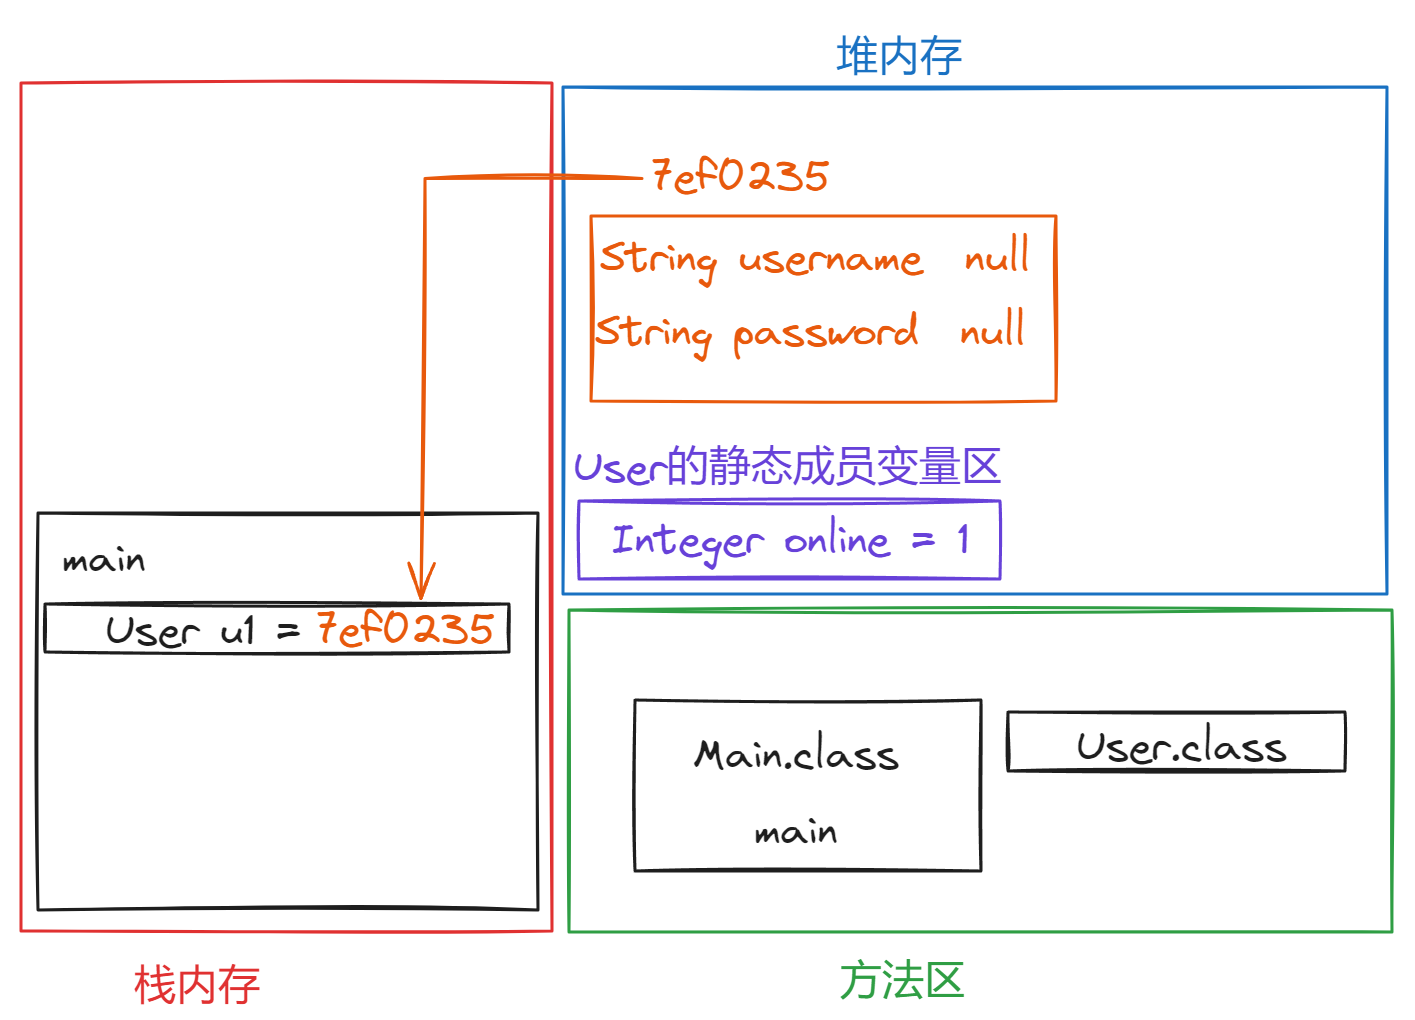 堆内存
7ef0235
String username null
String password null
User的静态成员变量区
Integer online = 1
main
User u1 = 7ef0235
Main.class
main
User.class
栈内存
方法区